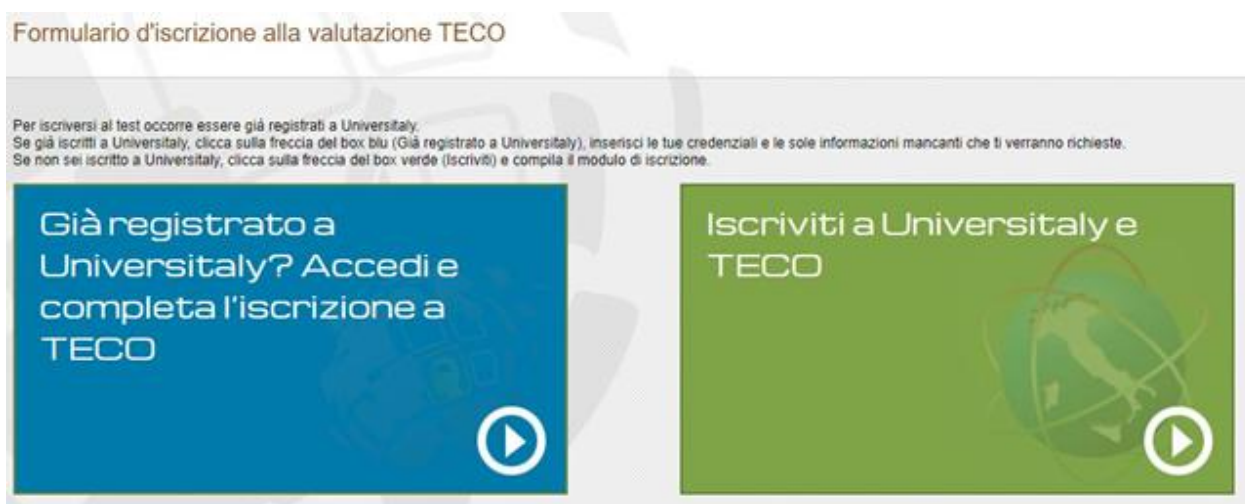 Formulario d'iscrizione alla valutazione TECO
Per iscriversi al test occorre essere già registrati a Universitaly.
Se già iscritti a Universitaly, clicca sulla freccia del box blu (Già registrato a Universitaly), inserisci le tue credenziali e le sole informazioni mancanti che ti verranno richieste.
Se non sei iscritto a Universitaly, clicca sulla freccia del box verde (Iscriviti) e compila il modulo di iscrizione.
Già registrato a
Universitaly? Accedi e
completa l'iscrizione a
TECO
Iscriviti a Universitaly e
TECO